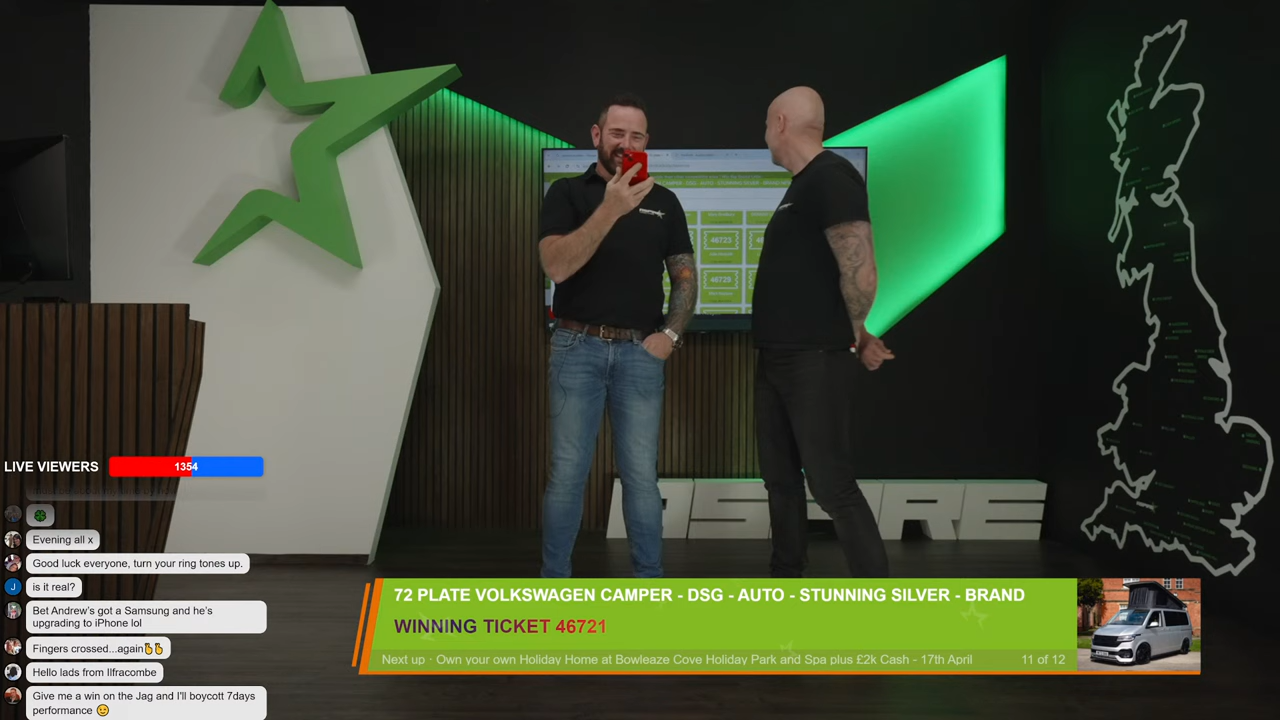 46723
46729
LIVE VIEWERS 1354
Evening all x
Good luck everyone, turn your ring tones up.
J
is it real?
Bet Andrew's got a Samsung and he's
upgrading to iPhone lol
Fingers crossed...again
Hello lads from Ilfracombe
Give me a win on the Jag and I'll boycott 7days
performance
72 PLATE VOLKSWAGEN CAMPER - DSG - AUTO - STUNNING SILVER - BRAND
WINNING TICKET 46721
Next up · Own your own Holiday Home at Bowleaze Cove Holiday Park and Spa plus £2k Cash - 17th April 11 of 12